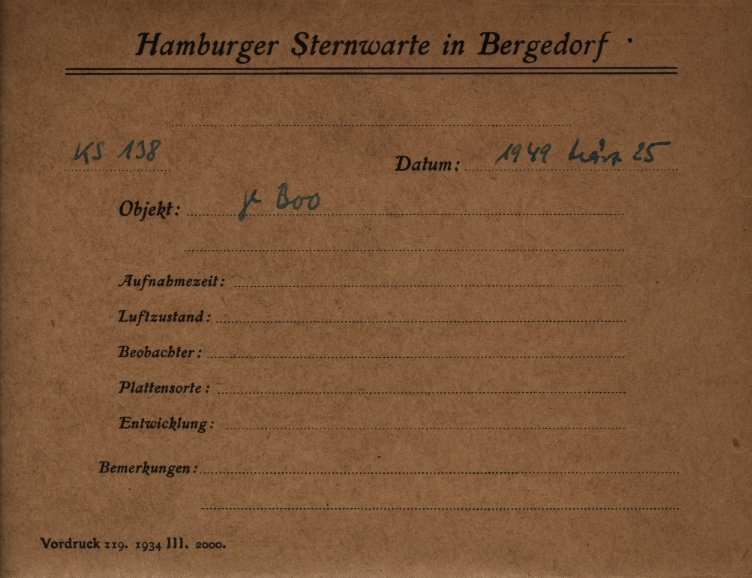 Hamburger Sternwarte in Bergedorf
KS 138
Datum: 1949 März 25
Objekt: γ Boo
Aufnahmezeit:
Luftzustand:
Beobachter:
Plattensorte:
Entwicklung:
Bemerkungen:
Vordruck 119. 1934 III. 2000.